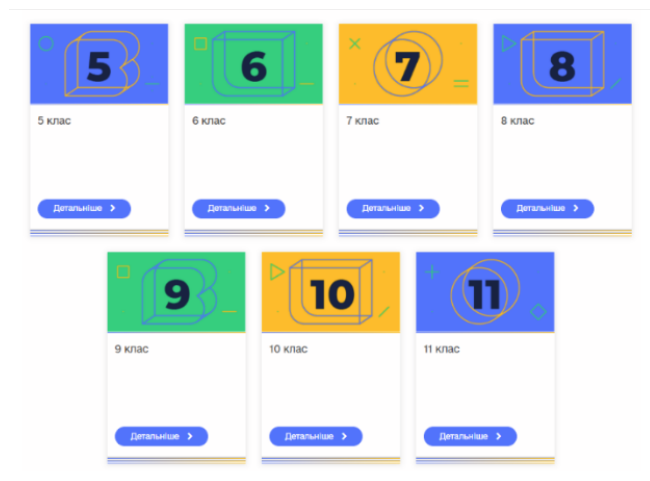 5
6
7
8
5 клас
6 клас
7 клас
8 клас
Детальніше
Детальніше
Детальніше
Детальніше
9
10
11
9 клас
10 клас
11 клас
Детальніше
Детальніше
Детальніше